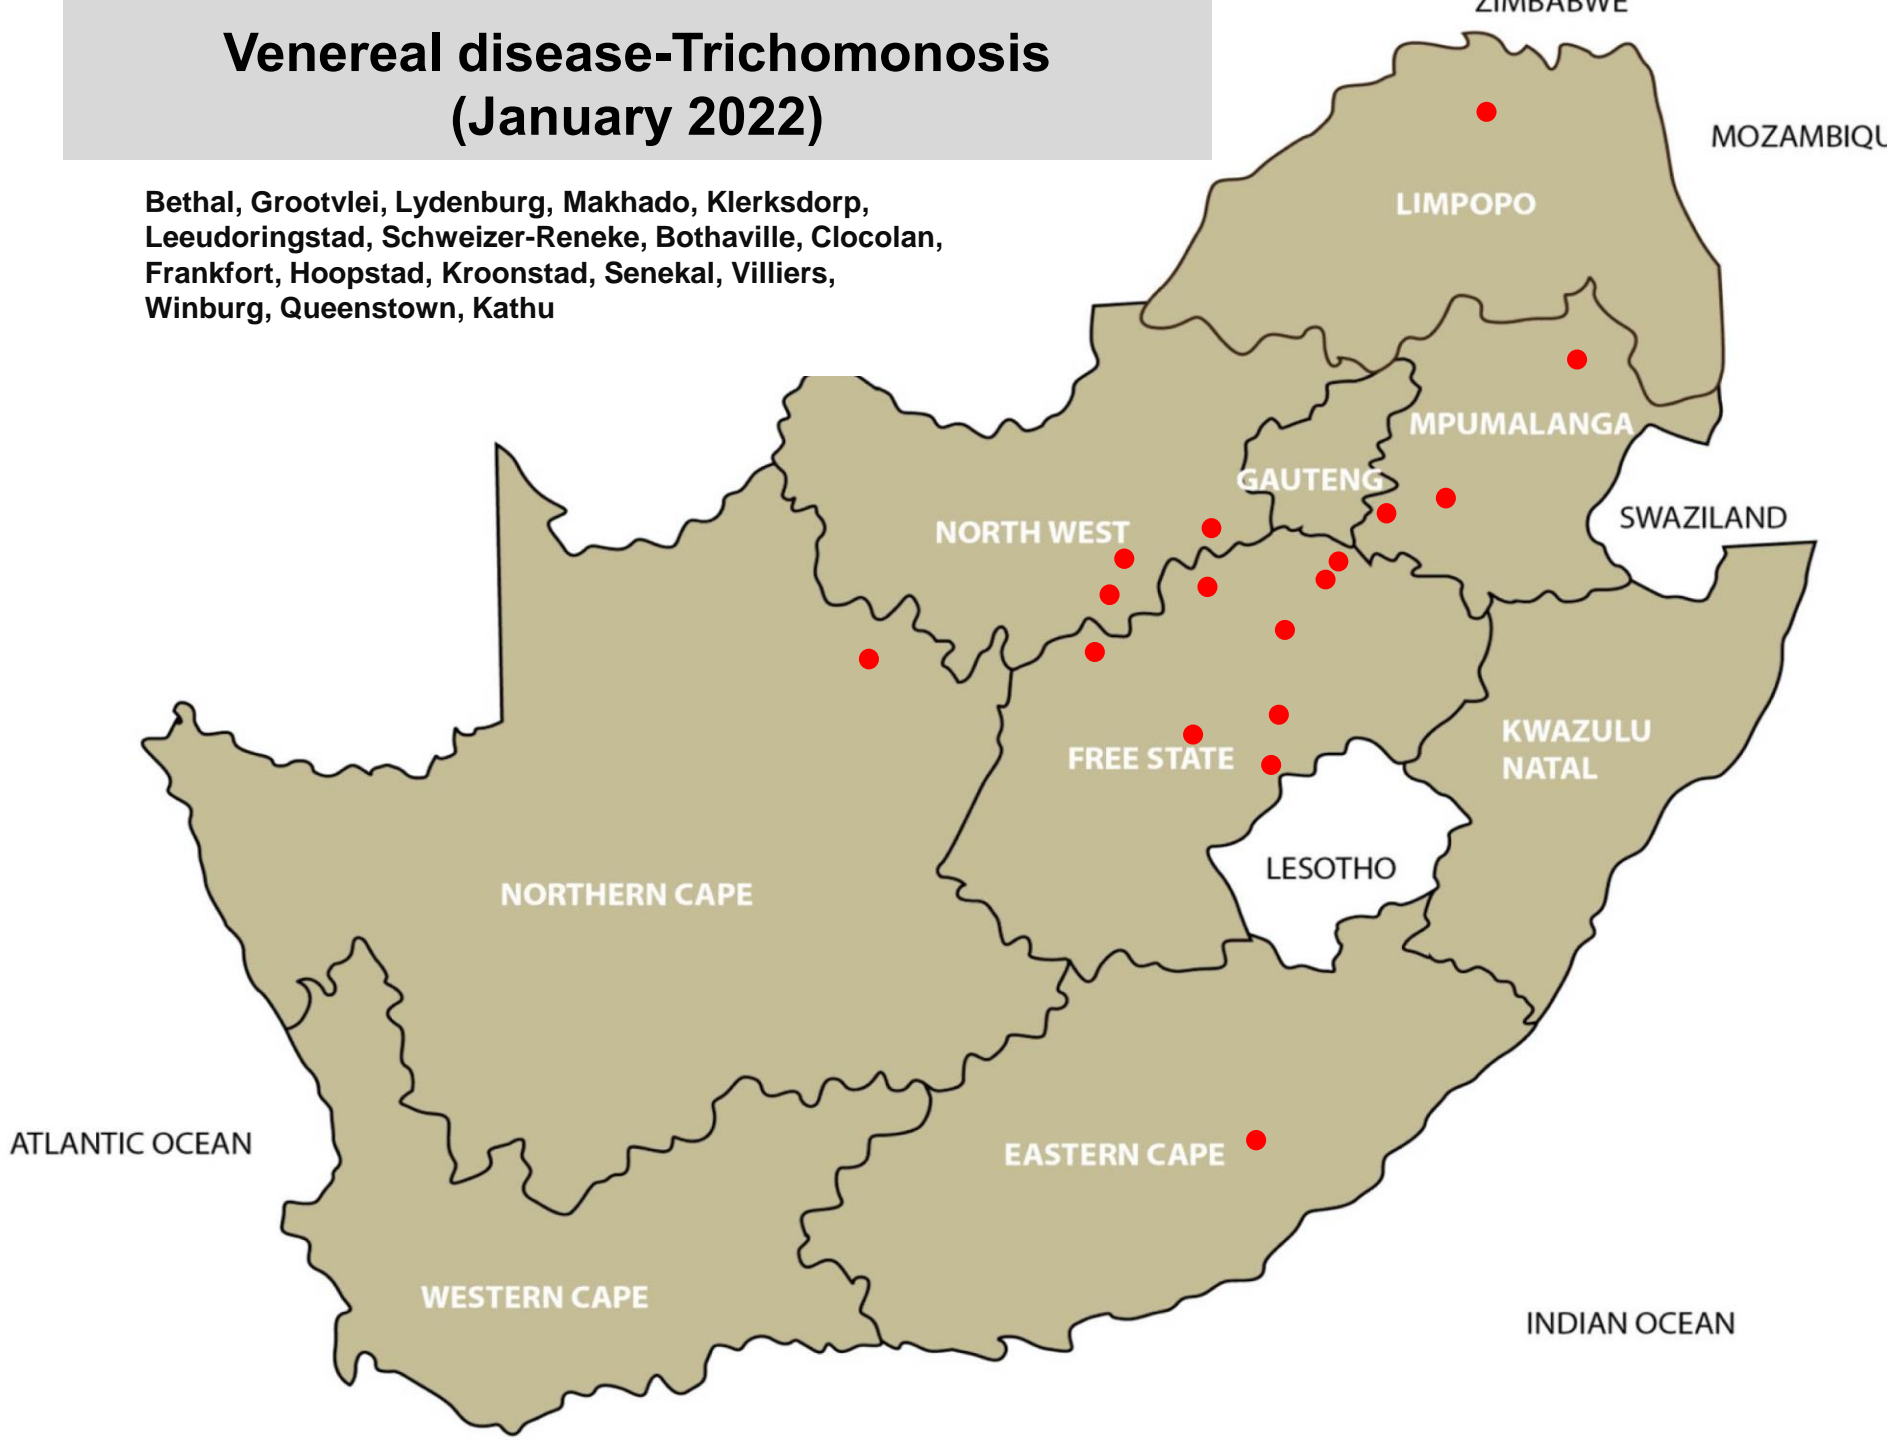 Venereal disease-Trichomonosis
(January 2022)
Bethal, Grootvlei, Lydenburg, Makhado, Klerksdorp,
Leeudoringstad, Schweizer-Reneke, Bothaville, Clocolan,
Frankfort, Hoopstad, Kroonstad, Senekal, Villiers,
Winburg, Queenstown, Kathu
ZIMBABWE
MOZAMBIQU
LIMPOPO
MPUMALANGA
GAUTENG
SWAZILAND
NORTH WEST
KWAZULU
NATAL
FREE STATE
LESOTHO
NORTHERN CAPE
ATLANTIC OCEAN
EASTERN CAPE
WESTERN CAPE
INDIAN OCEAN